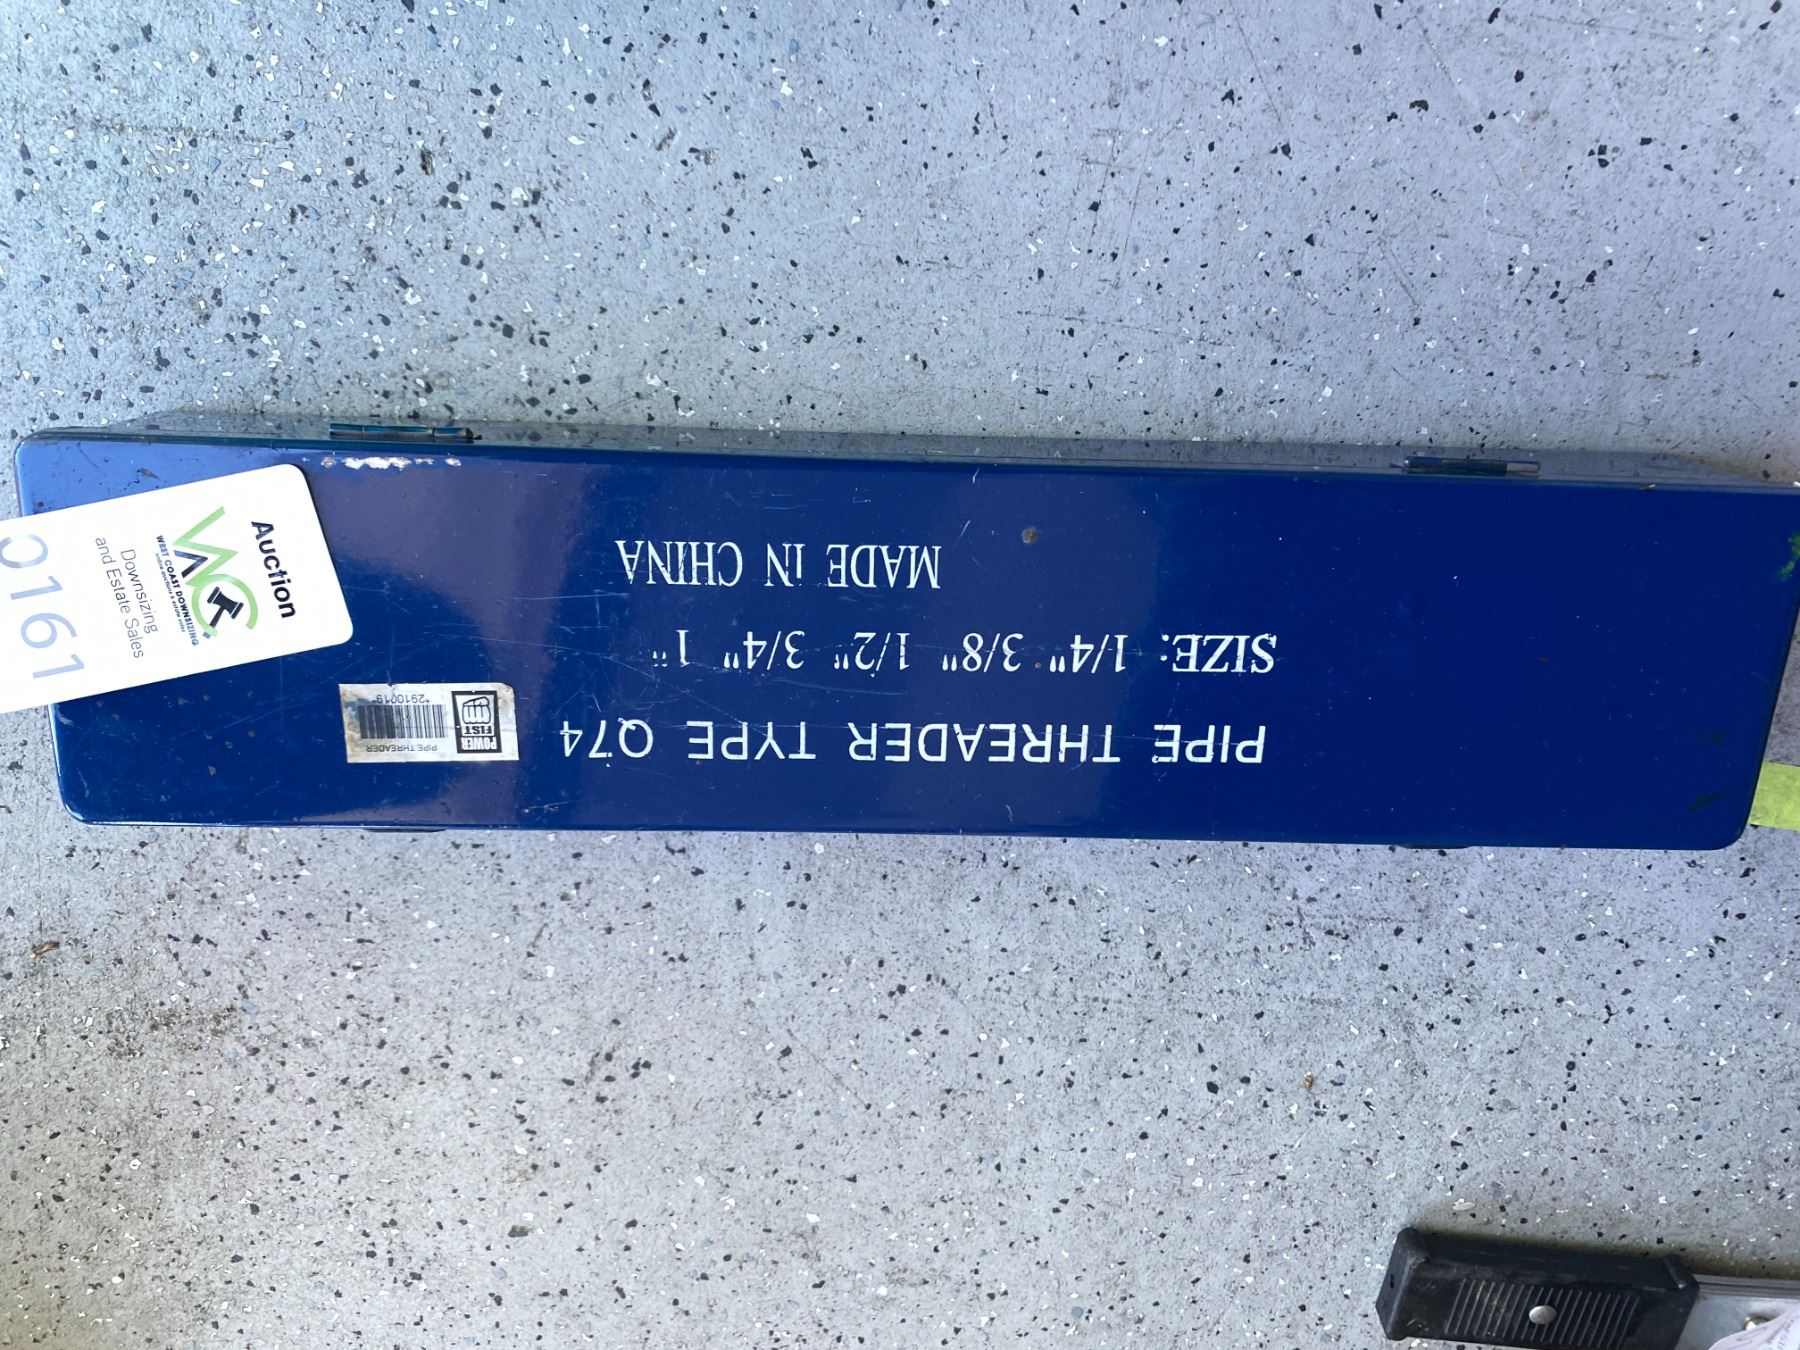 PIPE THREADER TYPE Q74
SIZE: 1/4" 3/8" 1/2" 3/4" 1"
MADE iN CHINA
POWER
FIST
PIPE THREADER
*2910019*
Auction
WEST COAST DOWNSIZING
Downsizing
and Estate Sales
0161